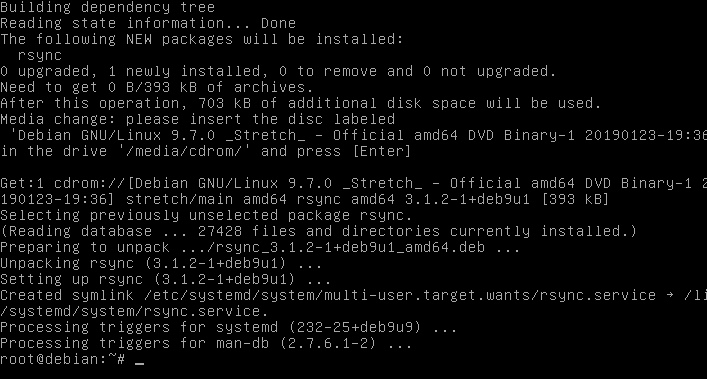 Building dependency tree
Reading state information... Done
The following NEW packages will be installed:
  rsync
0 upgraded, 1 newly installed, 0 to remove and 0 not upgraded.
Need to get 0 B/393 kB of archives.
After this operation, 703 kB of additional disk space will be used.
Media change: please insert the disc labeled
 'Debian GNU/Linux 9.7.0 _Stretch_ - Official amd64 DVD Binary-1 20190123-19:36
in the drive '/media/cdrom/' and press [Enter]

Get:1 cdrom://[Debian GNU/Linux 9.7.0 _Stretch_ - Official amd64 DVD Binary-1 2
190123-19:36] stretch/main amd64 rsync amd64 3.1.2-1+deb9u1 [393 kB]
Selecting previously unselected package rsync.
(Reading database ... 27428 files and directories currently installed.)
Preparing to unpack .../rsync_3.1.2-1+deb9u1_amd64.deb ...
Unpacking rsync (3.1.2-1+deb9u1) ...
Setting up rsync (3.1.2-1+deb9u1) ...
Created symlink /etc/systemd/system/multi-user.target.wants/rsync.service → /li
/systemd/system/rsync.service.
Processing triggers for systemd (232-25+deb9u9) ...
Processing triggers for man-db (2.7.6.1-2) ...
root@debian:~# _